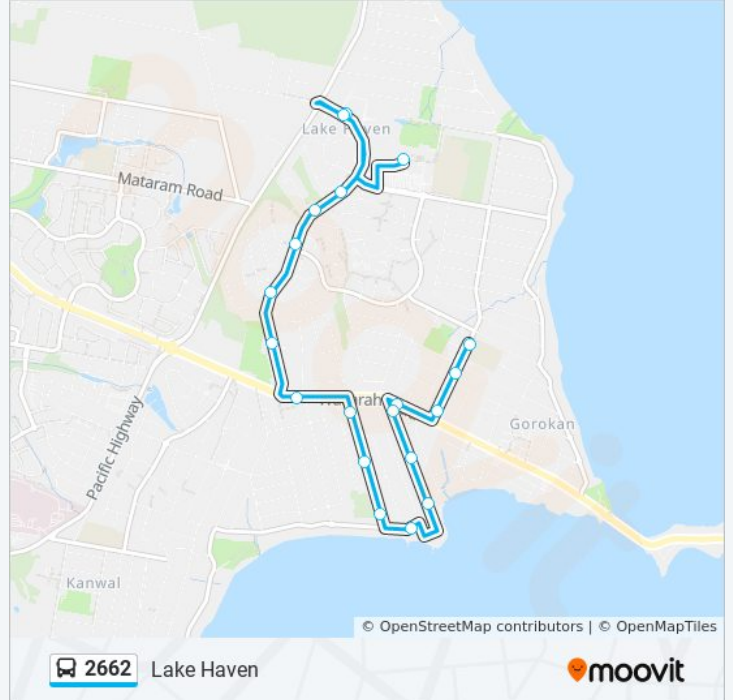 Lake Haven
Mataram Road
Pacific Highway
Gorokan
Kanwal
© OpenStreetMap contributors | © OpenMapTiles
2662 Lake Haven
moovit